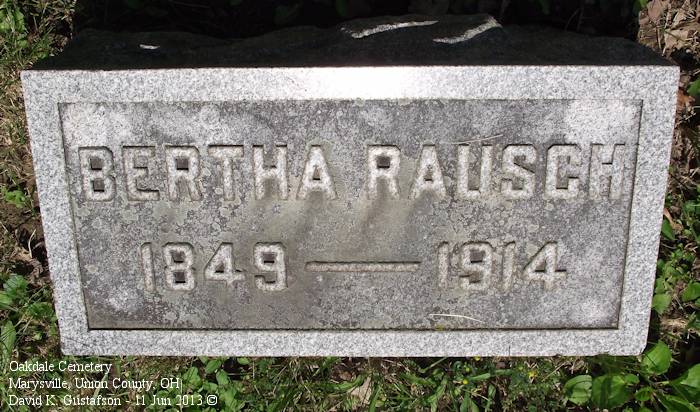 BERTHA RAUSCH
1849 — 1914
Oakdale Cemetery
Marysville, Union County, OH
David K. Gustafson - 11 Jun 2013 ©